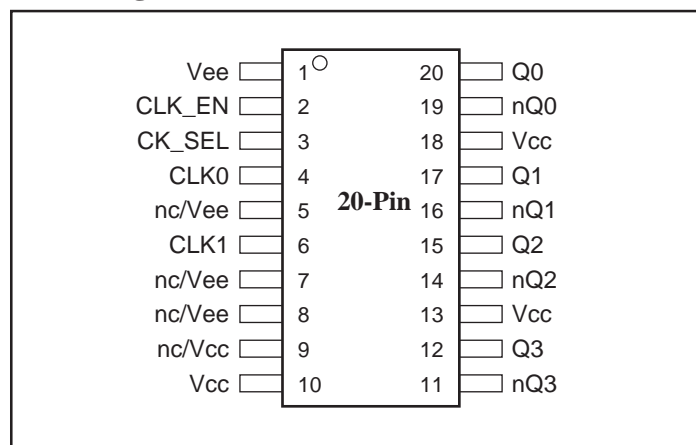 Vee 1 20 Q0
CLK_EN 2 19 nQ0
CK_SEL 3 18 Vcc
CLK0 4 17 Q1
nc/Vee 5 20-Pin 16 nQ1
CLK1 6 15 Q2
nc/Vee 7 14 nQ2
nc/Vee 8 13 Vcc
nc/Vcc 9 12 Q3
Vcc 10 11 nQ3